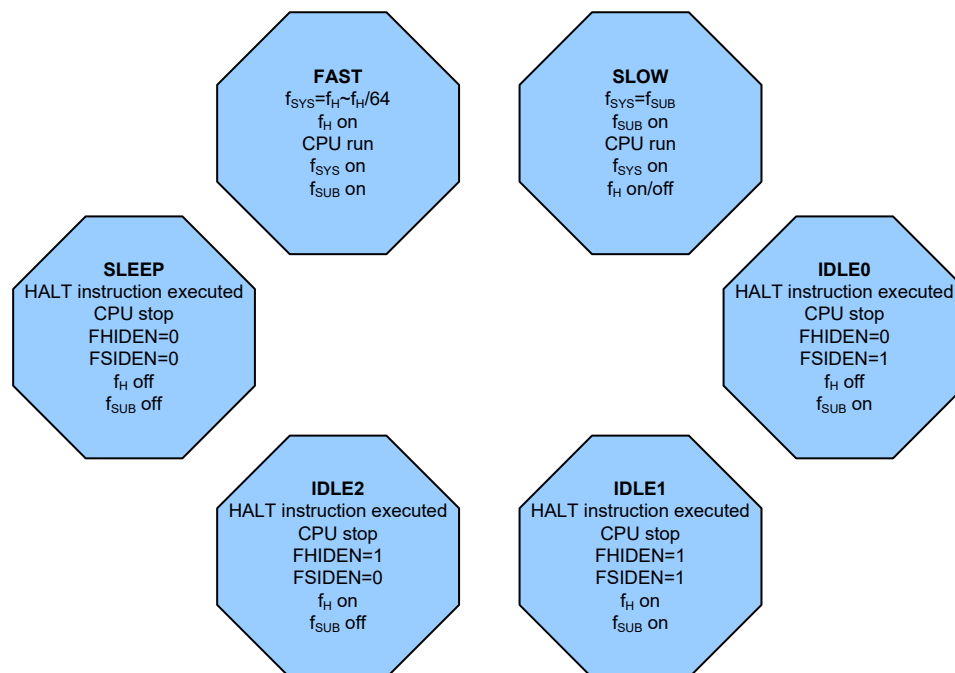 FAST
fSYS=fH~fH/64
fH on
CPU run
fSYS on
fSUB on
SLOW
fSYS=fSUB
fSUB on
CPU run
fSYS on
fH on/off
SLEEP
HALT instruction executed
CPU stop
FHIDEN=0
FSIDEN=0
fH off
fSUB off
IDLE0
HALT instruction executed
CPU stop
FHIDEN=0
FSIDEN=1
fH off
fSUB on
IDLE2
HALT instruction executed
CPU stop
FHIDEN=1
FSIDEN=0
fH on
fSUB off
IDLE1
HALT instruction executed
CPU stop
FHIDEN=1
FSIDEN=1
fH on
fSUB on